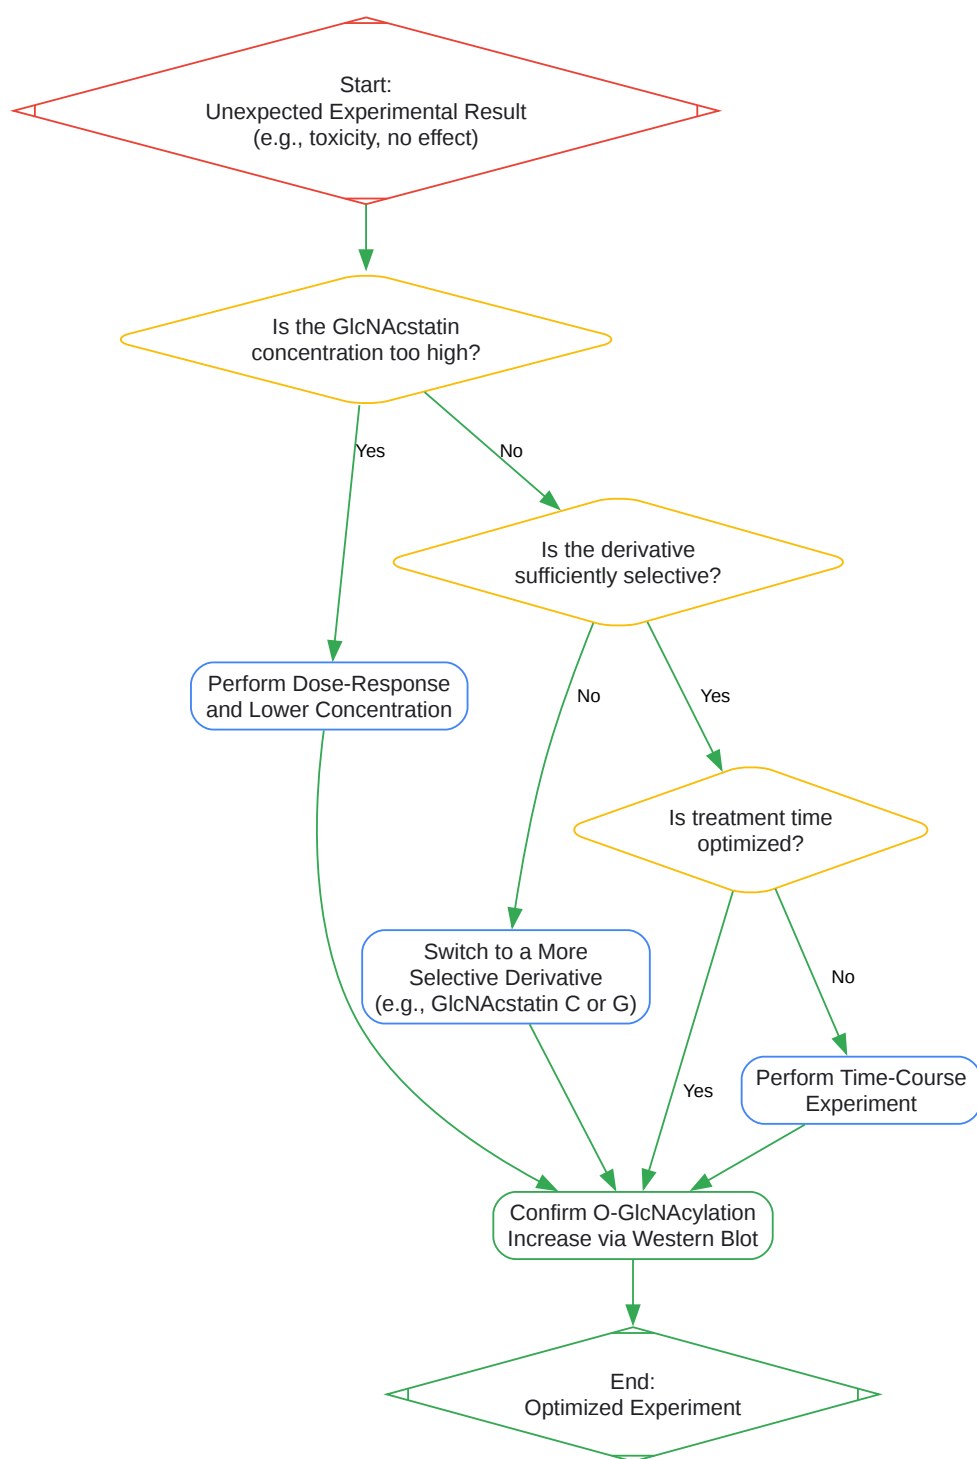 Start:
Unexpected Experimental Result
(e.g., toxicity, no effect)
Is the GlcNAcstatin
concentration too high?
Yes
No
Is the derivative
sufficiently selective?
Perform Dose-Response
and Lower Concentration
No
Yes
Is treatment time
optimized?
Switch to a More
Selective Derivative
(e.g., GlcNAcstatin C or G)
No
Yes
Perform Time-Course
Experiment
Confirm O-GlcNAcylation
Increase via Western Blot
End:
Optimized Experiment